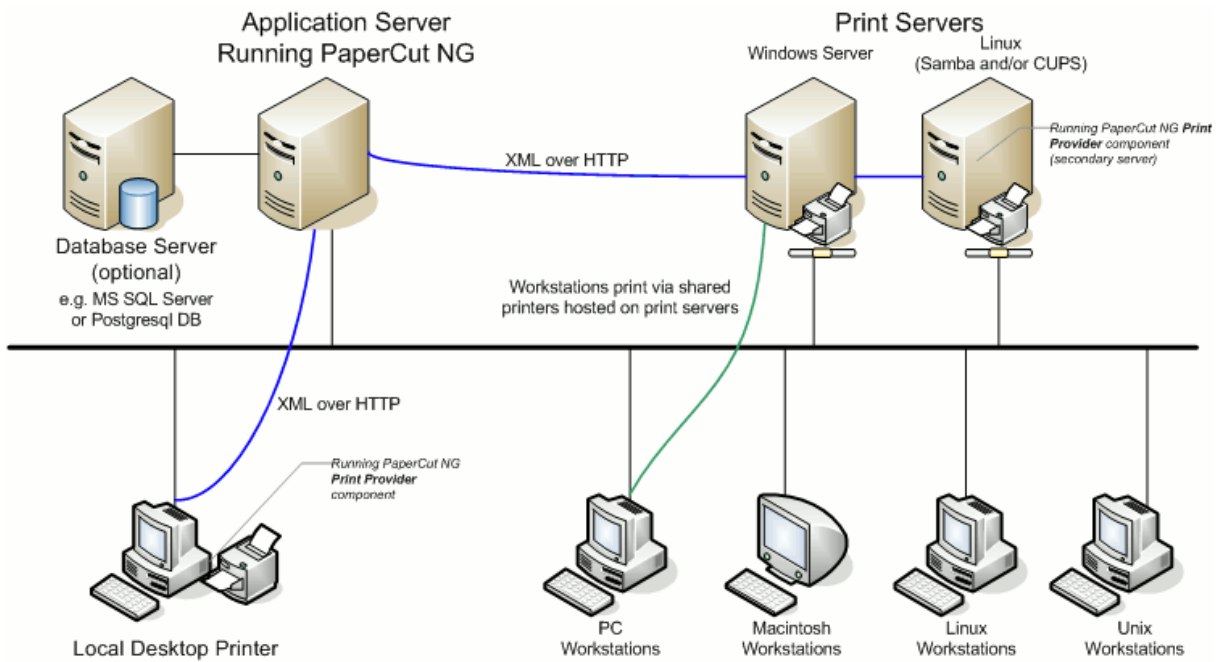 Application Server
Running PaperCut NG
Print Servers
Windows Server
Linux
(Samba and/or CUPS)
Running PaperCut NG Print
Provider component
(secondary server)
XML over HTTP
Database Server
(optional)
e.g. MS SQL Server
or Postgresql DB
Workstations print via shared
printers hosted on print servers
XML over HTTP
Running PaperCut NG
Print Provider
component
Local Desktop Printer
PC
Workstations
Macintosh
Workstations
Linux
Workstations
Unix
Workstations